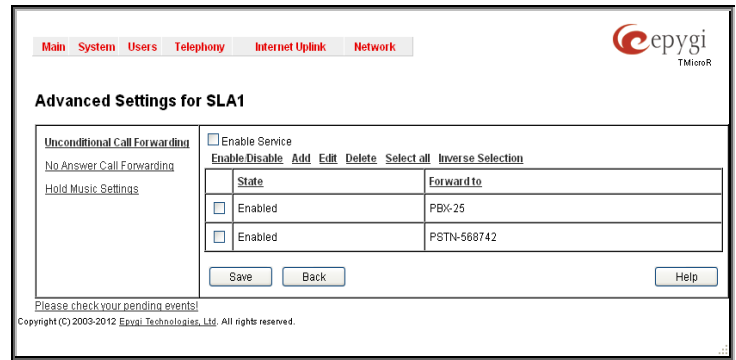 Main System Users Telephony Internet Uplink Network
epygi
TMicroR
Advanced Settings for SLA1
Unconditional Call Forwarding
No Answer Call Forwarding
Hold Music Settings
Enable Service
Enable/Disable Add Edit Delete Select all Inverse Selection
State Forward to
Enabled PBX-25
Enabled PSTN-568742
Save Back Help
Please check your pending events!
Copyright (C) 2003-2012 Epygi Technologies, Ltd. All rights reserved.